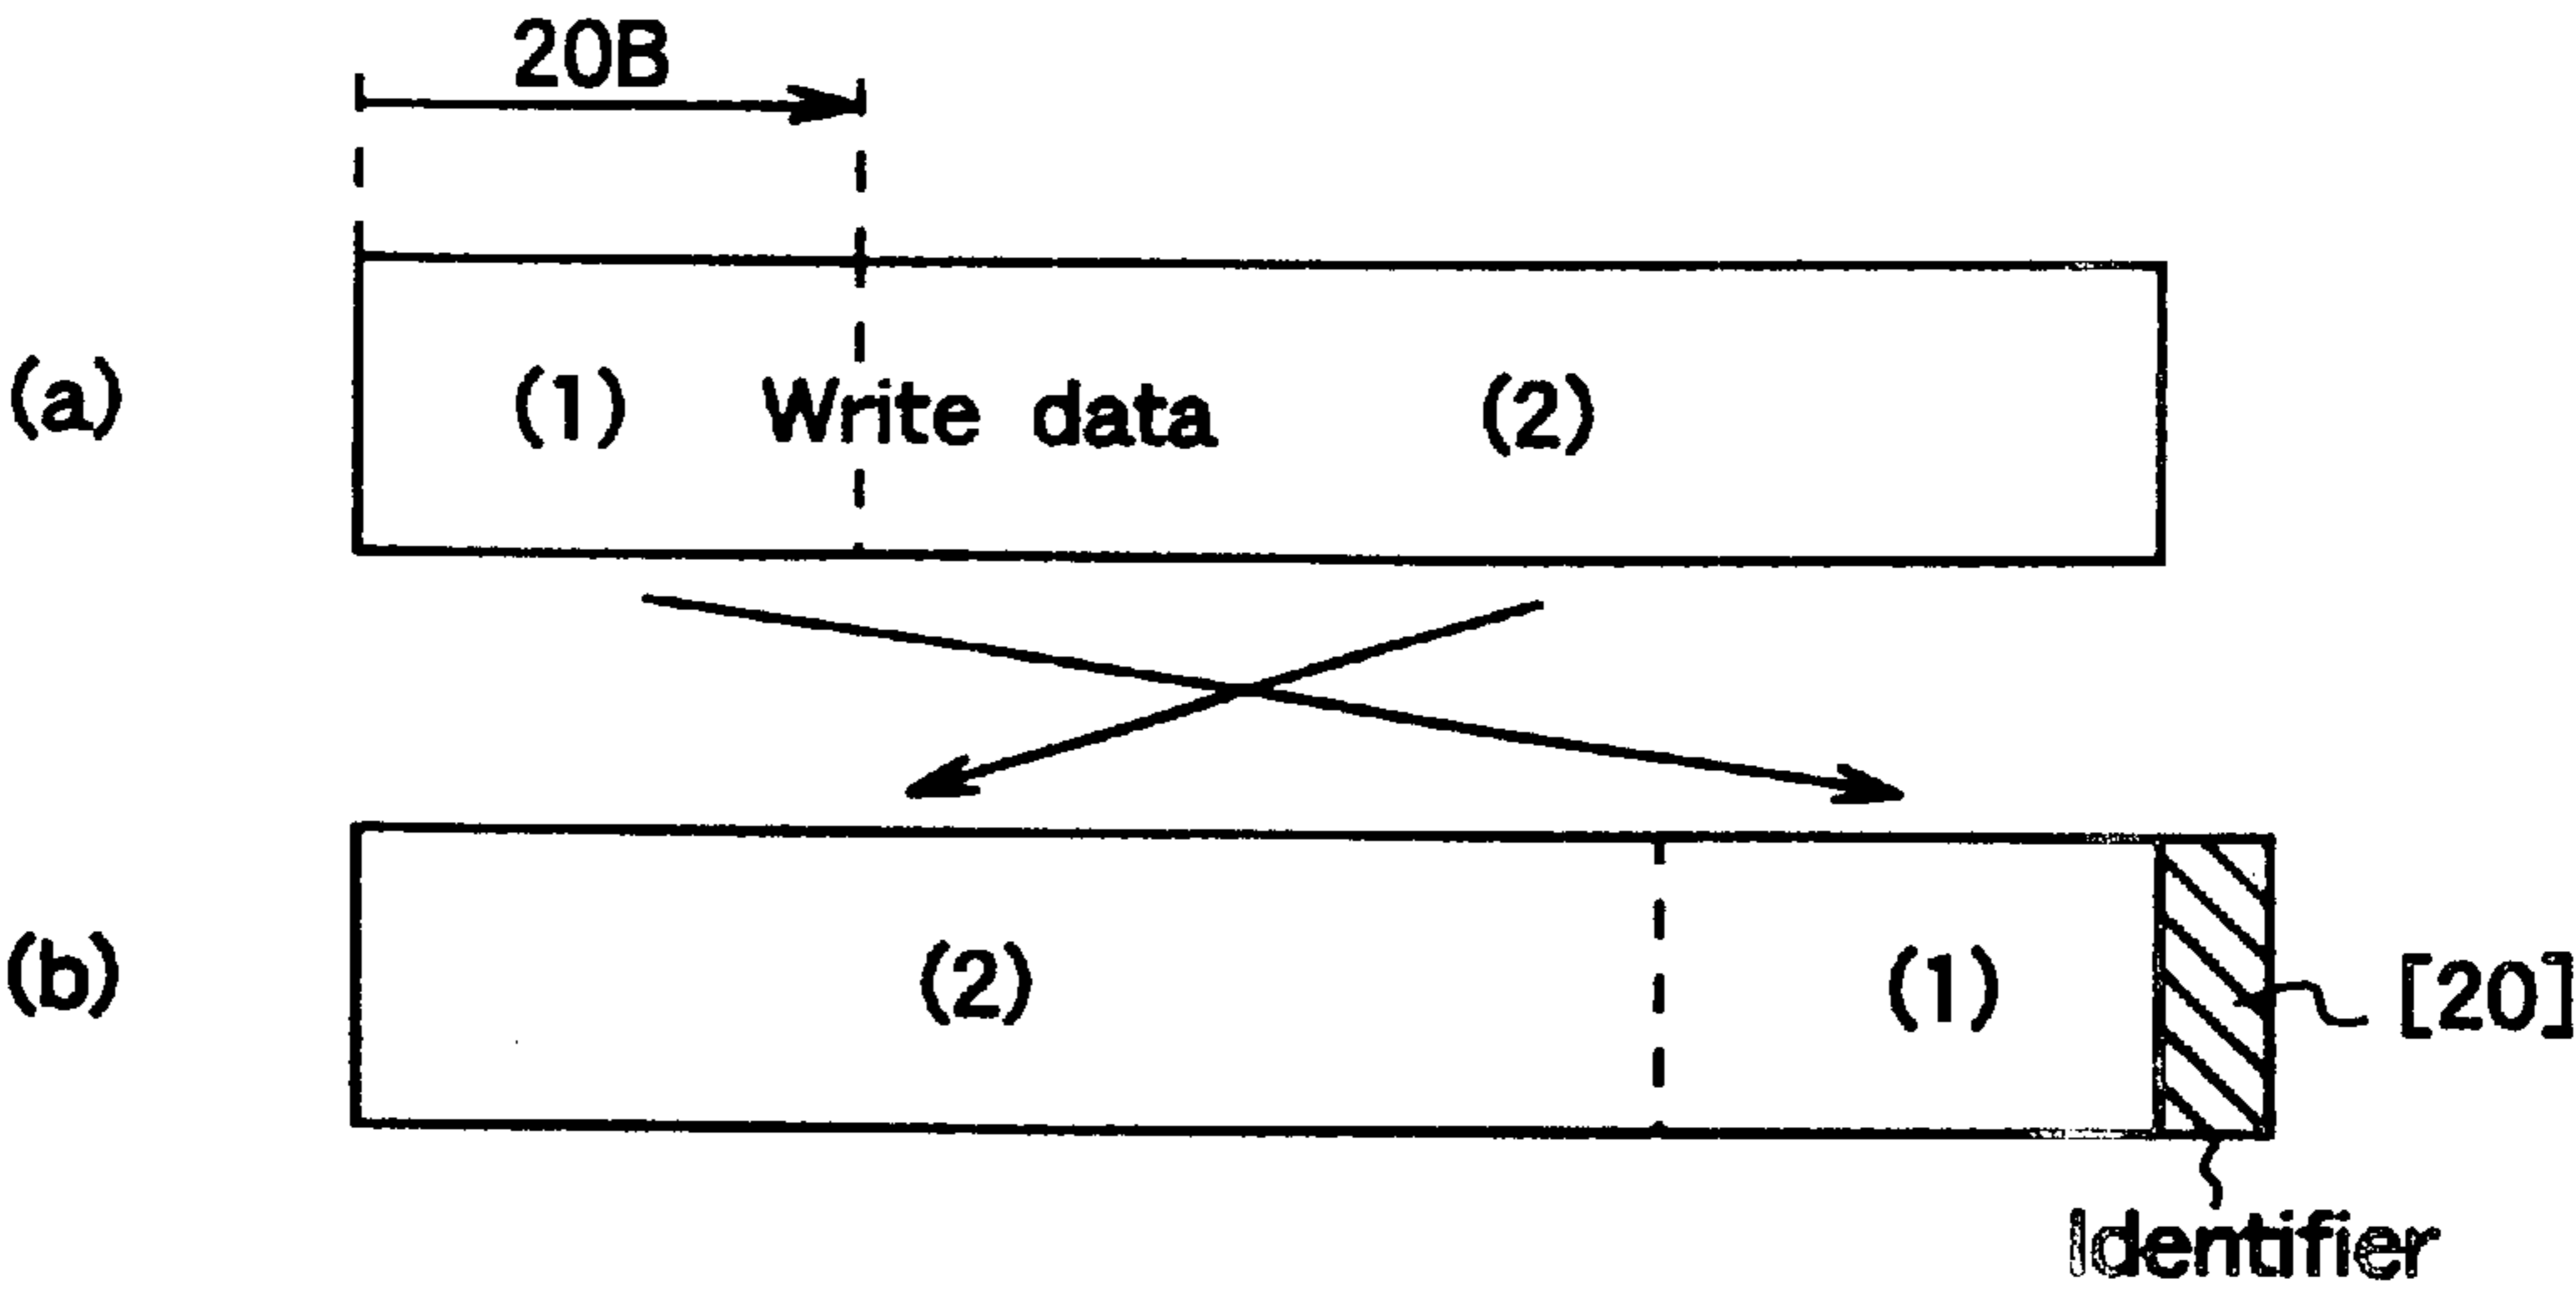 20B
(a) (1) Write data (2)
(b) (2) (1) [20]
Identifier